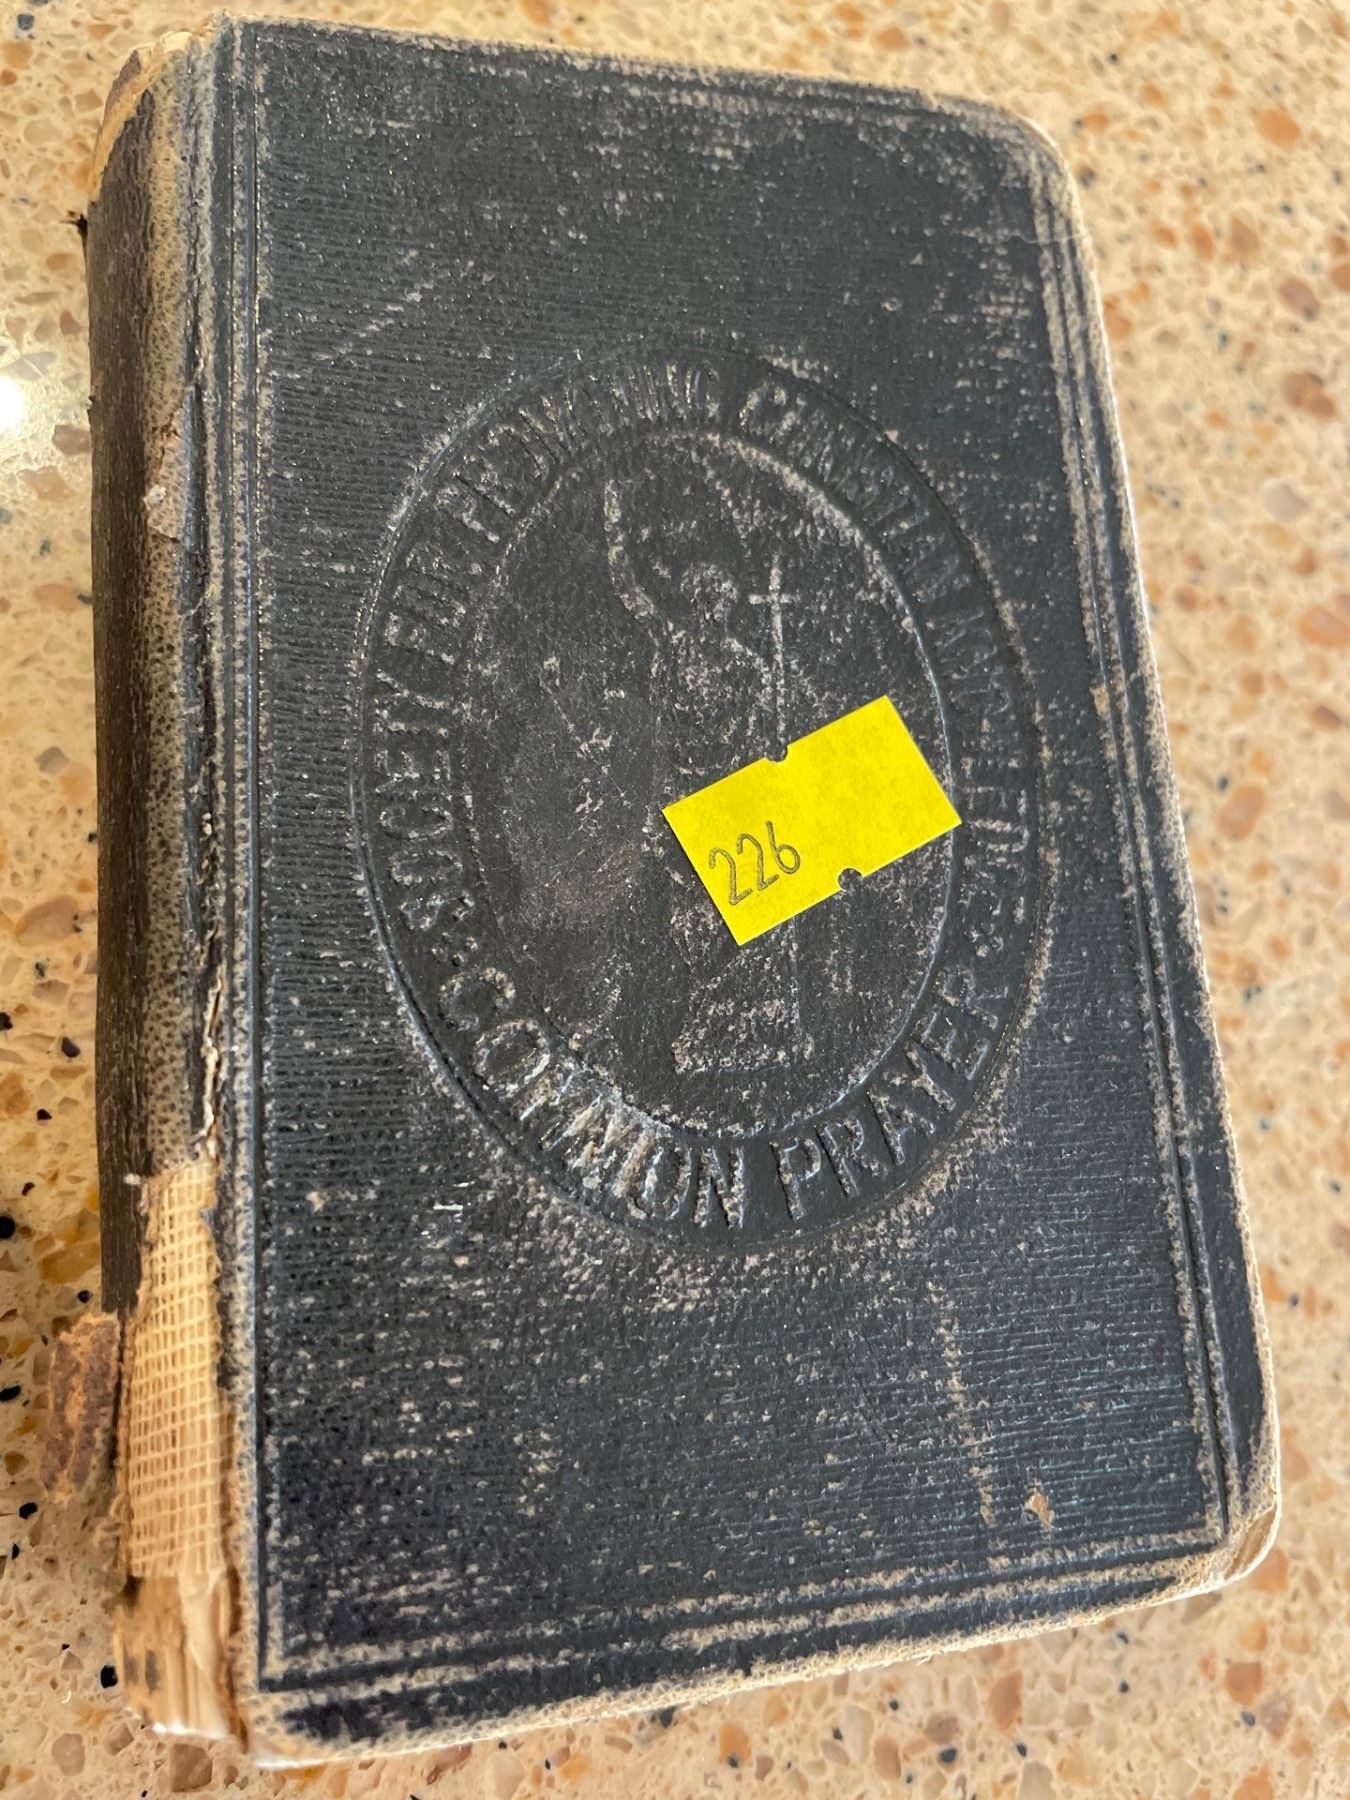 SOCIETY FOR PROMOTING CHRISTIAN KNOWLEDGE
COMMON PRAYER
226